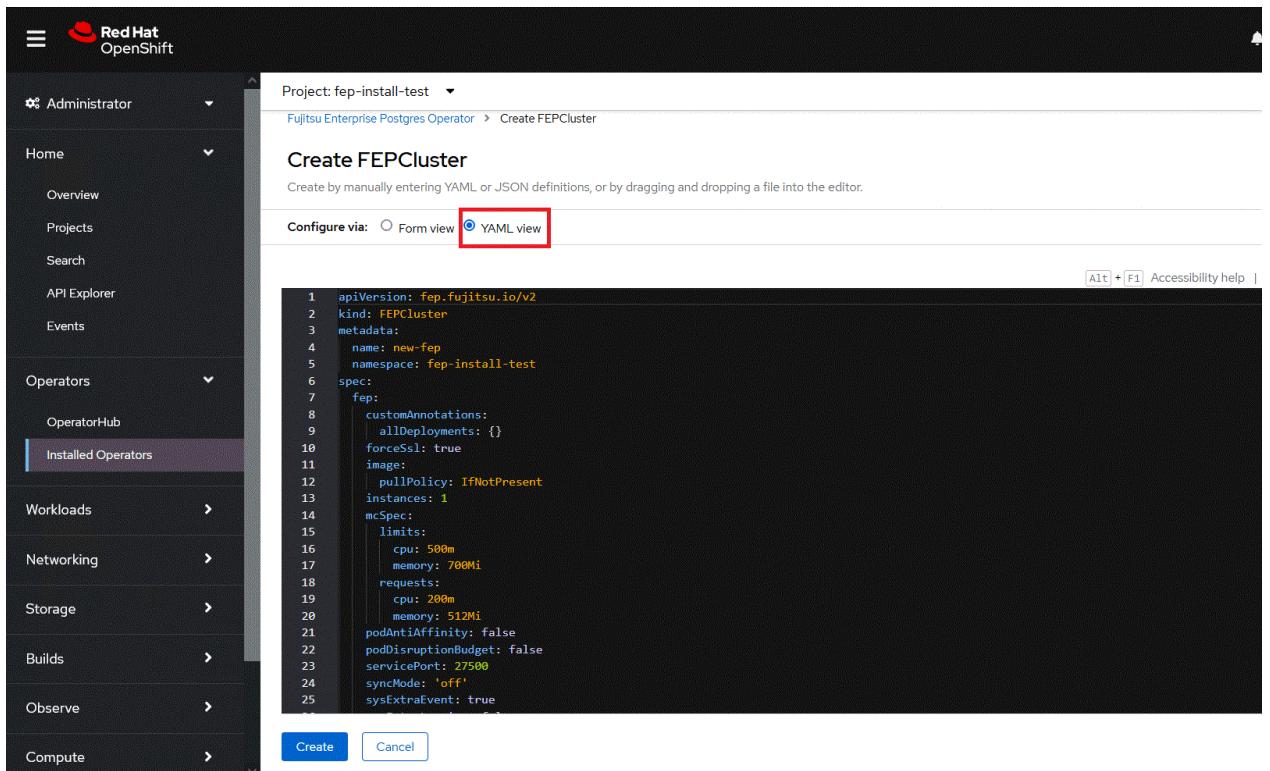 Red Hat
OpenShift
Administrator
Home
Overview
Projects
Search
API Explorer
Events
Operators
OperatorHub
Installed Operators
Workloads
Networking
Storage
Builds
Observe
Compute
Project: fep-install-test
Fujitsu Enterprise Postgres Operator > Create FEPCluster
Create FEPCluster
Create by manually entering YAML or JSON definitions, or by dragging and dropping a file into the editor.
Configure via: Form view YAML view
Alt + F1 Accessibility help |
1 apiVersion: fep.fujitsu.io/v2
2 kind: FEPCluster
3 metadata:
4 name: new-fep
5 namespace: fep-install-test
6 spec:
7 fep:
8 customAnnotations:
9 allDeployments: {}
10 forceSsl: true
11 image:
12 pullPolicy: IfNotPresent
13 instances: 1
14 mcSpec:
15 limits:
16 cpu: 500m
17 memory: 700Mi
18 requests:
19 cpu: 200m
20 memory: 512Mi
21 podAntiAffinity: false
22 podDisruptionBudget: false
23 servicePort: 27500
24 syncMode: 'off'
25 sysExtraEvent: true
Create Cancel